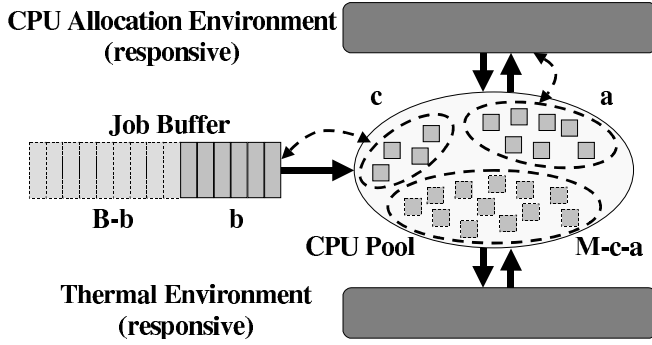 CPU Allocation Environment
(responsive)
c
a
Job Buffer
B-b
b
CPU Pool
M-c-a
Thermal Environment
(responsive)